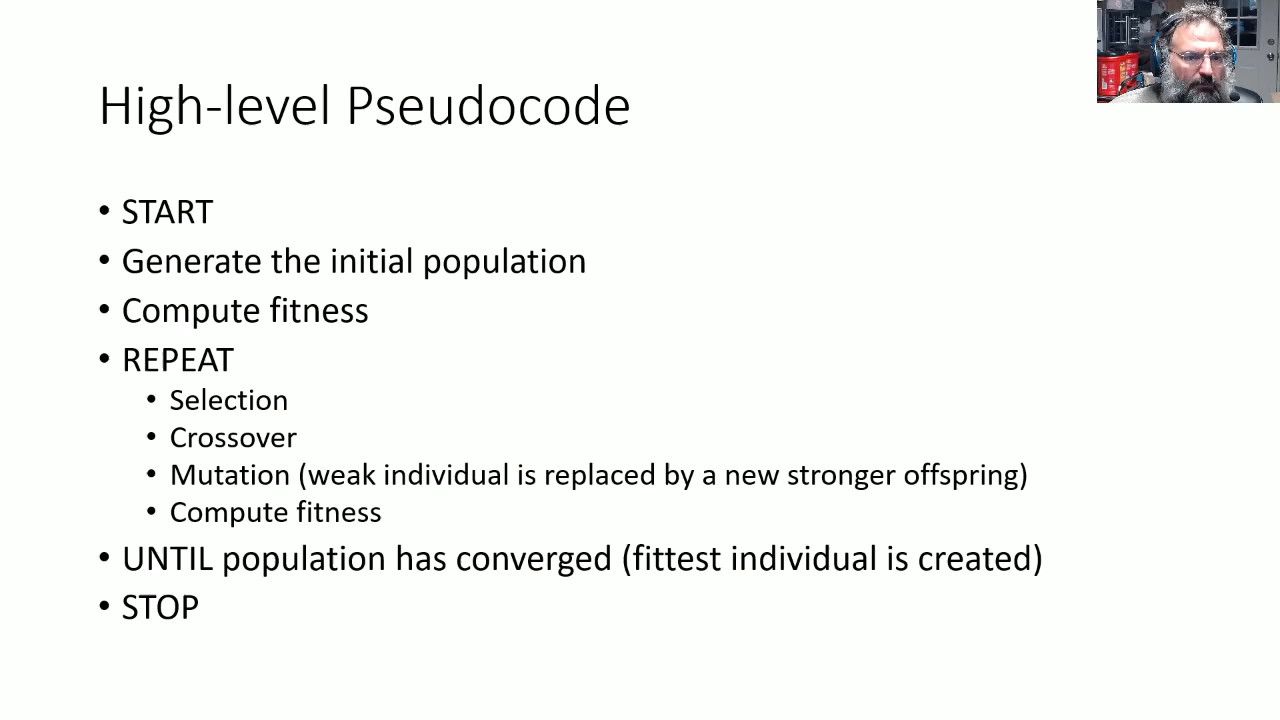 High-level Pseudocode
• START
• Generate the initial population
• Compute fitness
• REPEAT
• Selection
• Crossover
• Mutation (weak individual is replaced by a new stronger offspring)
• Compute fitness
• UNTIL population has converged (fittest individual is created)
• STOP